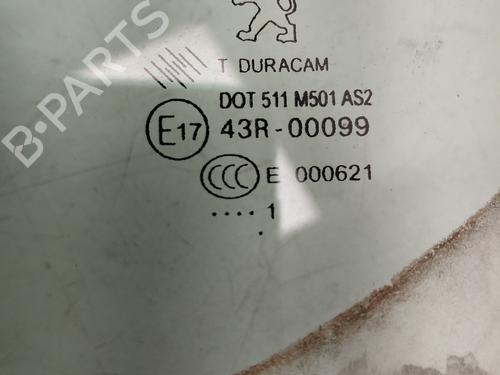 T DURACAM
DOT 511 M501 AS2
E17 43R-00099
CCC E 000621
.... 1
.
B-PARTS